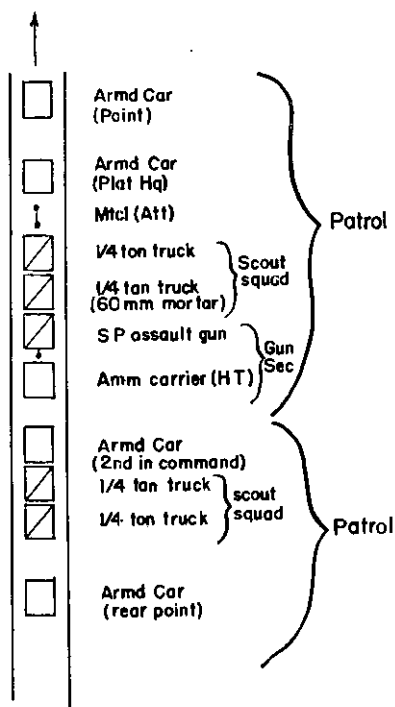 Armd Car
(Point)
Armd Car
(Plat Hq)
Mtcl (Att)
1/4 ton truck
1/4 ton truck
(60 mm mortar)
Scout
squad
SP assault gun
Amm carrier (HT)
Gun
Sec
Patrol
Armd Car
(2nd in command)
1/4 ton truck
1/4 ton truck
scout
squad
Armd Car
(rear point)
Patrol